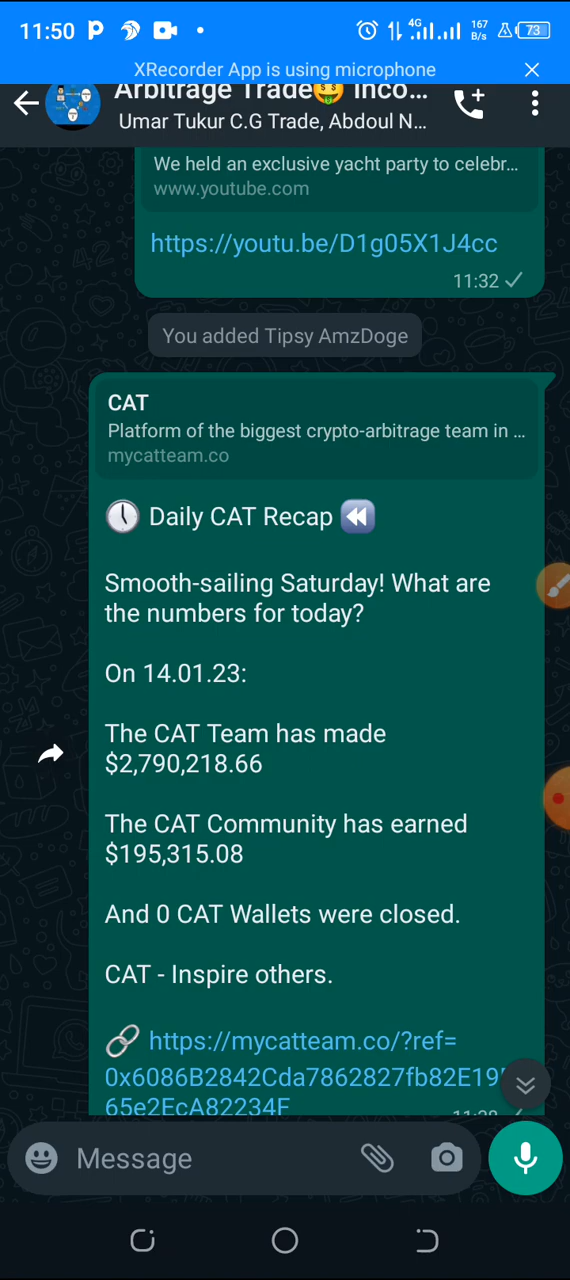 11:50
4G
167
B/s
73
XRecorder App is using microphone
Arbitrage Trade🤑 Inco...
Umar Tukur C.G Trade, Abdoul N...
We held an exclusive yacht party to celebr...
www.youtube.com
https://youtu.be/D1g05X1J4cc
11:32
You added Tipsy AmzDoge
CAT
Platform of the biggest crypto-arbitrage team in ...
mycatteam.co
🕔 Daily CAT Recap ⏪
Smooth-sailing Saturday! What are
the numbers for today?
On 14.01.23:
The CAT Team has made
$2,790,218.66
The CAT Community has earned
$195,315.08
And 0 CAT Wallets were closed.
CAT - Inspire others.
🔗 https://mycatteam.co/?ref=
0x6086B2842Cda7862827fb82E19
65e2EcA82234F
Message